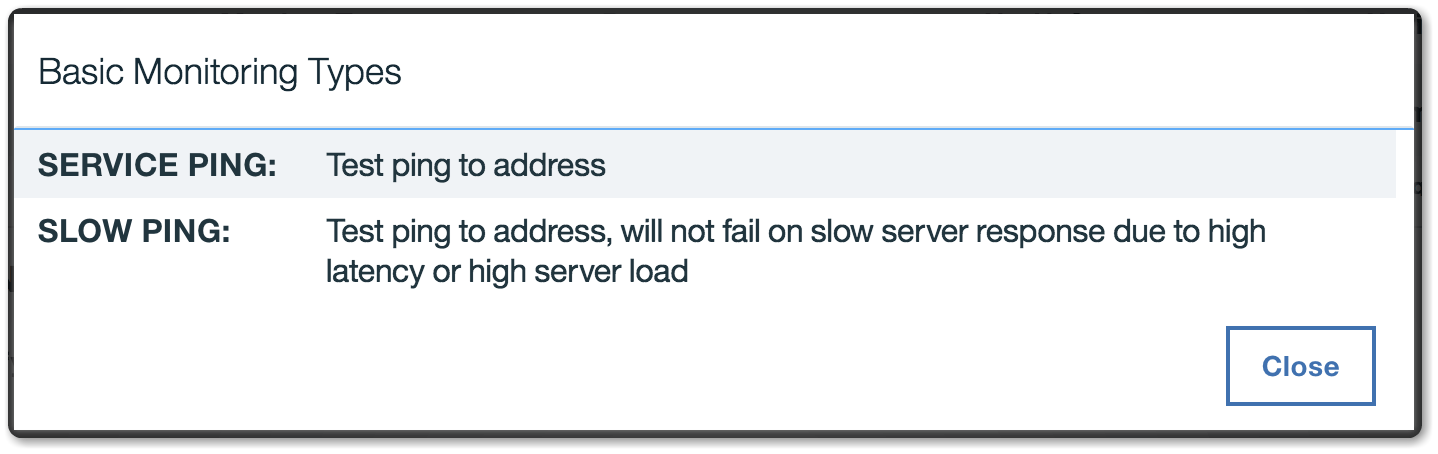 Basic Monitoring Types
SERVICE PING: Test ping to address
SLOW PING: Test ping to address, will not fail on slow server response due to high
latency or high server load
Close